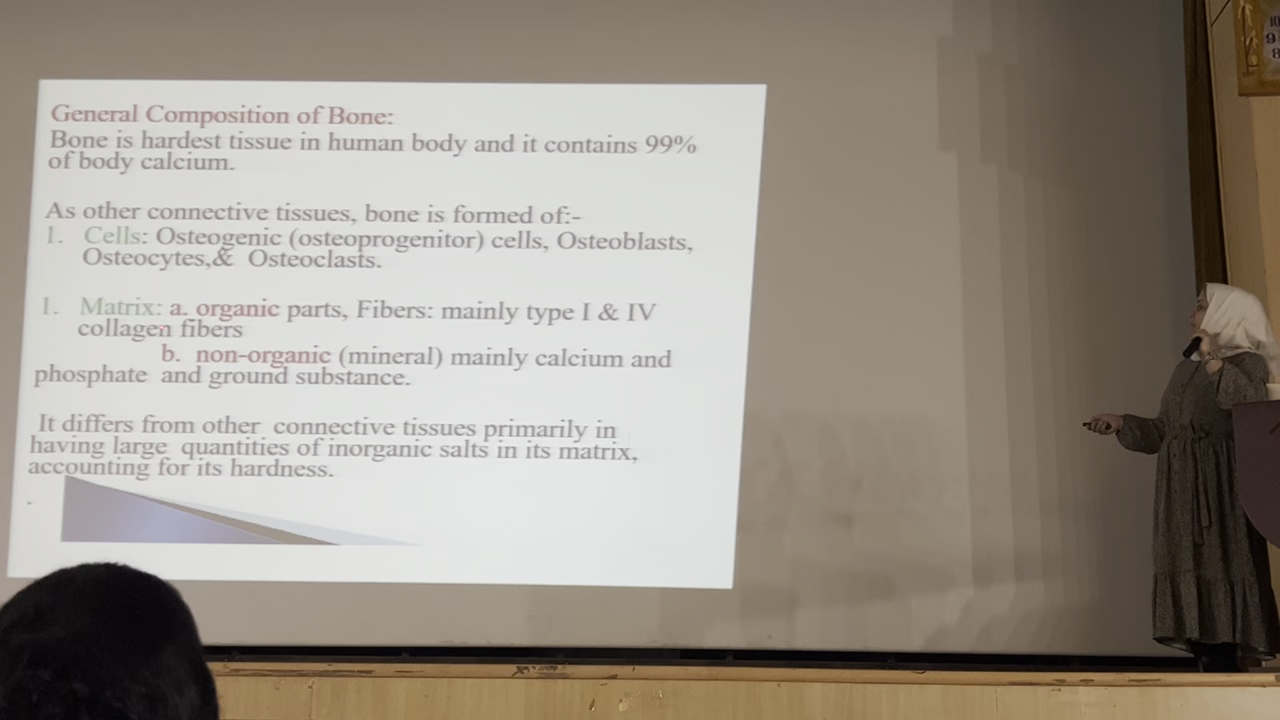 General Composition of Bone:
Bone is hardest tissue in human body and it contains 99%
of body calcium.
As other connective tissues, bone is formed of:-
1. Cells: Osteogenic (osteoprogenitor) cells, Osteoblasts,
Osteocytes,& Osteoclasts.
1. Matrix: a. organic parts, Fibers: mainly type I & IV
collagen fibers
b. non-organic (mineral) mainly calcium and
phosphate and ground substance.
It differs from other connective tissues primarily in
having large quantities of inorganic salts in its matrix,
accounting for its hardness.
.
10
9
8